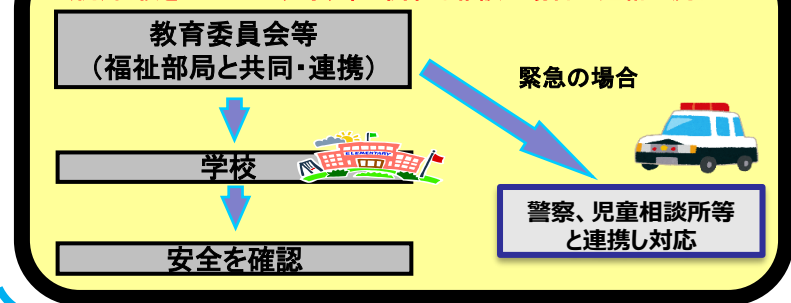 教育委員会等
（福祉部局と共同・連携）
緊急の場合
学校
ELEMENTARY
警察、児童相談所等
と連携し対応
安全を確認